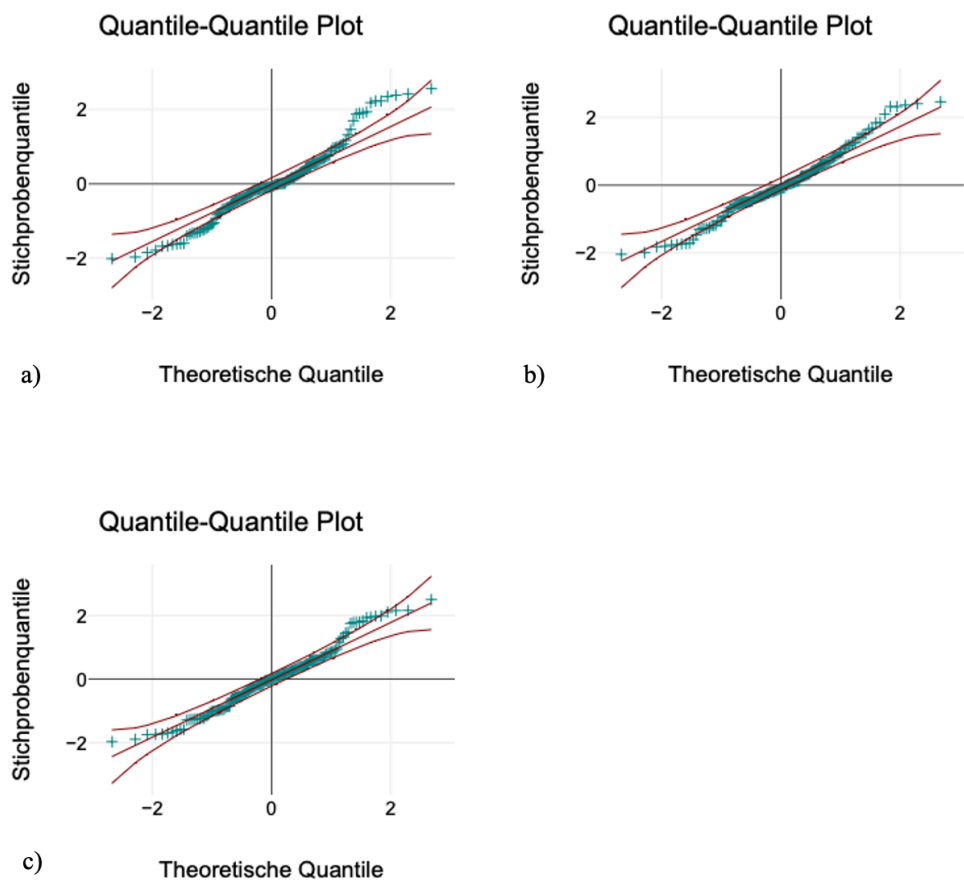 Quantile-Quantile Plot
Stichprobenquantile
2
0
−2
−2 0 2
a) Theoretische Quantile
Quantile-Quantile Plot
Stichprobenquantile
2
0
−2
−2 0 2
b) Theoretische Quantile
Quantile-Quantile Plot
Stichprobenquantile
2
0
−2
−2 0 2
c) Theoretische Quantile